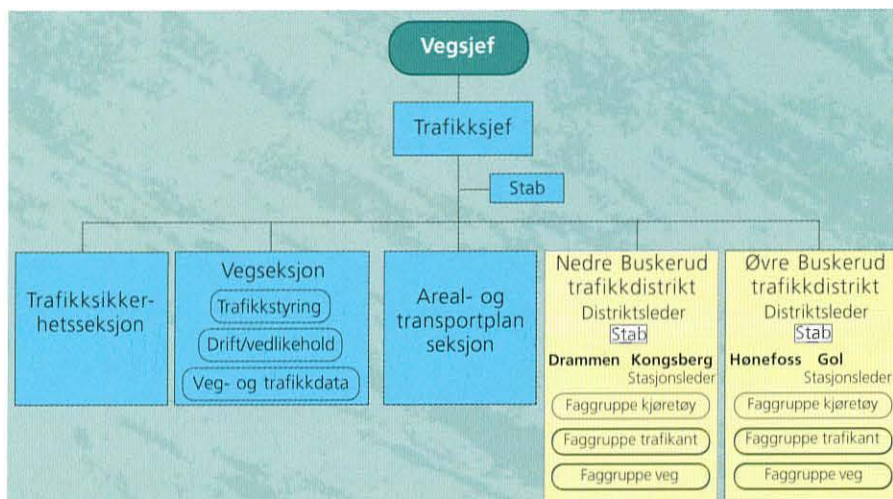 Vegsjef
Trafikksjef
Stab
Trafikksikker-
hetsseksjon
Vegseksjon
Trafikkstyring
Drift/vedlikehold
Veg- og trafikkdata
Areal- og
transportplan
seksjon
Nedre Buskerud
trafikkdistrikt
Distriktsleder
Stab
Drammen Kongsberg
Stasjonsleder
Faggruppe kjøretøy
Faggruppe trafikant
Faggruppe veg
Øvre Buskerud
trafikkdistrikt
Distriktsleder
Stab
Hønefoss Gol
Stasjonsleder
Faggruppe kjøretøy
Faggruppe trafikant
Faggruppe veg